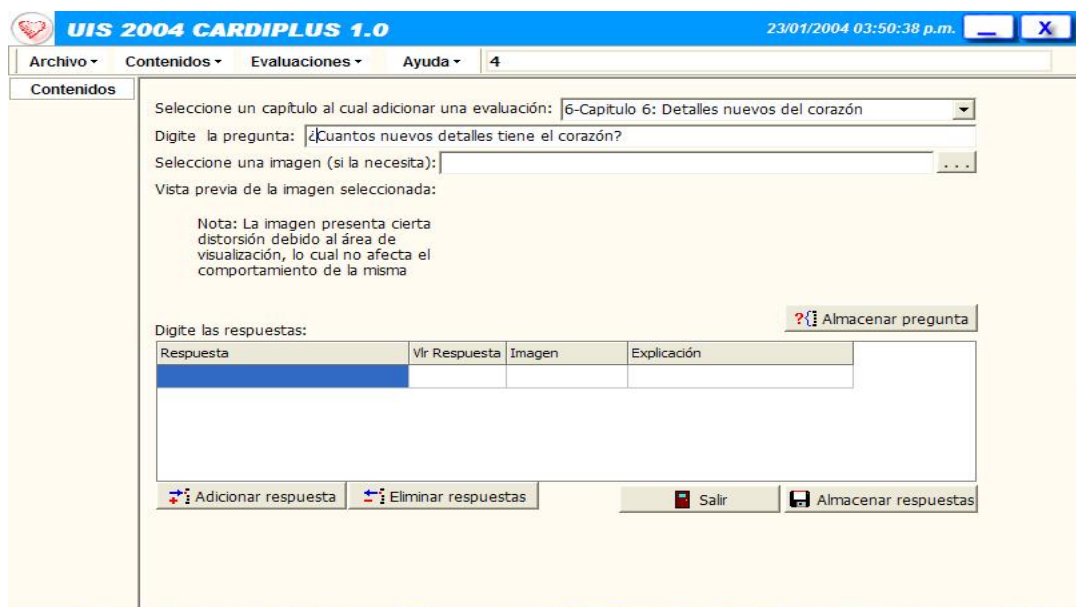 UIS 2004 CARDIPLUS 1.0 23/01/2004 03:50:38 p.m. X
Archivo Contenidos Evaluaciones Ayuda 4
Contenidos
Seleccione un capítulo al cual adicionar una evaluación: 6-Capitulo 6: Detalles nuevos del corazón
Digite la pregunta: ¿Cuantos nuevos detalles tiene el corazón?
Seleccione una imagen (si la necesita): ...
Vista previa de la imagen seleccionada:
Nota: La imagen presenta cierta
distorsión debido al área de
visualización, lo cual no afecta el
comportamiento de la misma
?{ Almacenar pregunta
Digite las respuestas:
Respuesta Vlr Respuesta Imagen Explicación
Adicionar respuesta Eliminar respuestas Salir Almacenar respuestas